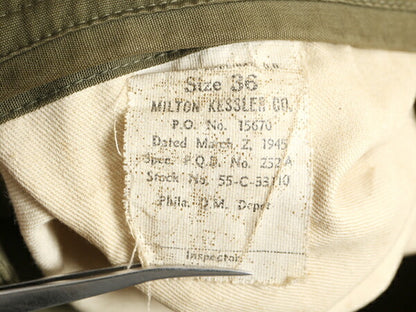 Size 36
MILTON KESSLER CO.
P.O. No. 15670
Dated March 2, 1945
Spec. P.Q.D. No. 252 A
Stock No. 55-C-33110
Phila. Q.M. Depot
Inspector